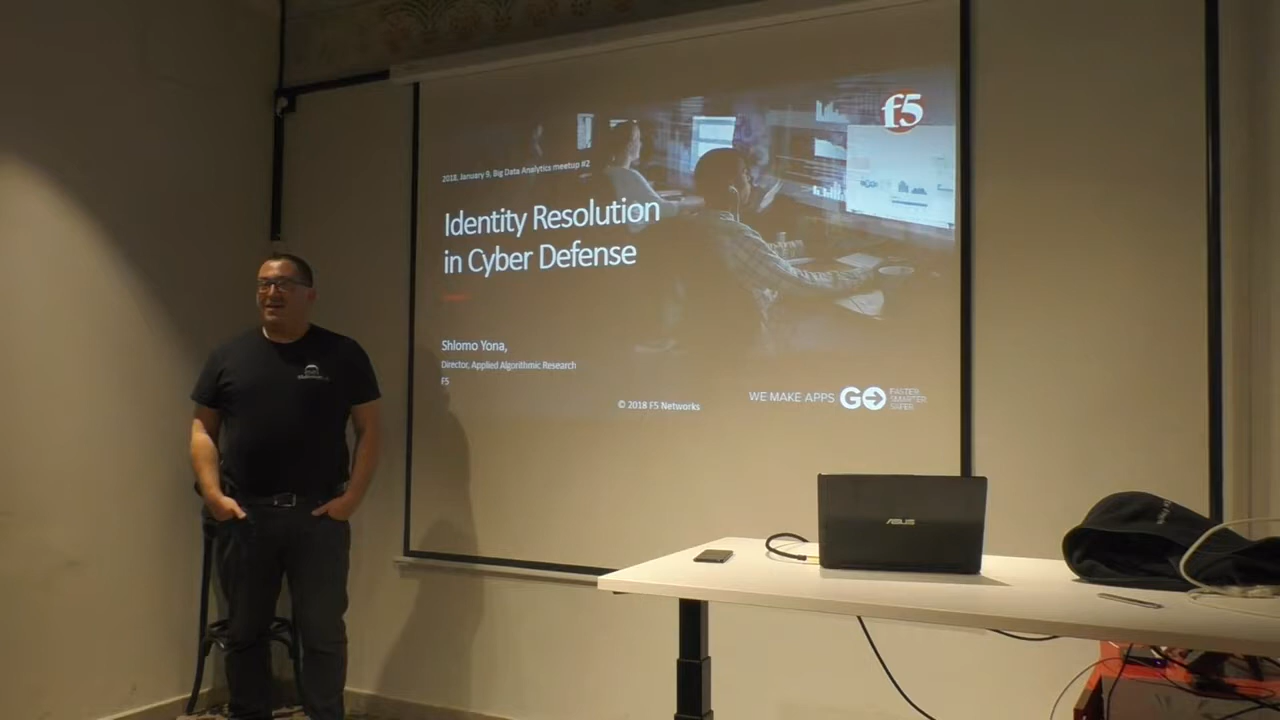 f5
2018, January 9, Big Data Analytics meetup #2
Identity Resolution
in Cyber Defense
Shlomo Yona,
Director, Applied Algorithmic Research
F5
© 2018 F5 Networks
WE MAKE APPS GO FASTER
SMARTER
SAFER
ASUS